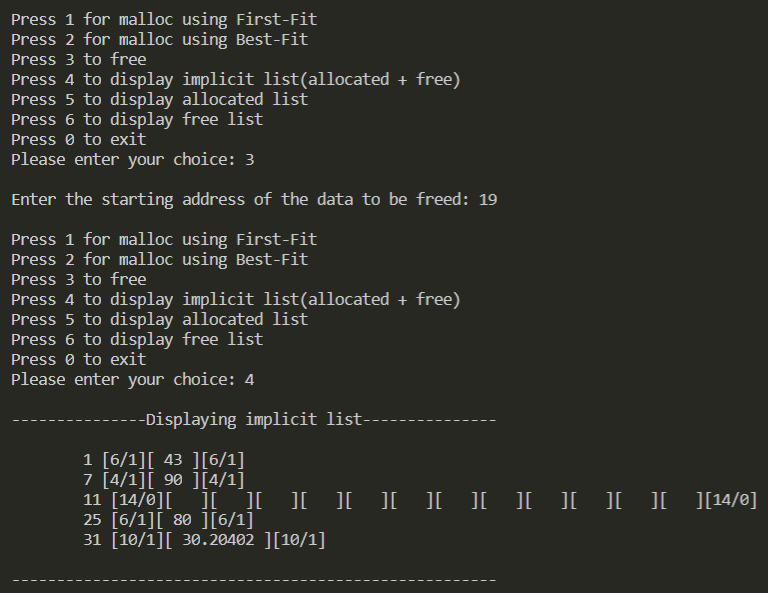 Press 1 for malloc using First-Fit
Press 2 for malloc using Best-Fit
Press 3 to free
Press 4 to display implicit list(allocated + free)
Press 5 to display allocated list
Press 6 to display free list
Press 0 to exit
Please enter your choice: 3
Enter the starting address of the data to be freed: 19
Press 1 for malloc using First-Fit
Press 2 for malloc using Best-Fit
Press 3 to free
Press 4 to display implicit list(allocated + free)
Press 5 to display allocated list
Press 6 to display free list
Press 0 to exit
Please enter your choice: 4
---------------Displaying implicit list---------------
1 [6/1][ 43 ][6/1]
7 [4/1][ 90 ][4/1]
11 [14/0][   ][   ][   ][   ][   ][   ][   ][   ][   ][   ][   ][   ][14/0]
25 [6/1][ 80 ][6/1]
31 [10/1][ 30.20402 ][10/1]
------------------------------------------------------